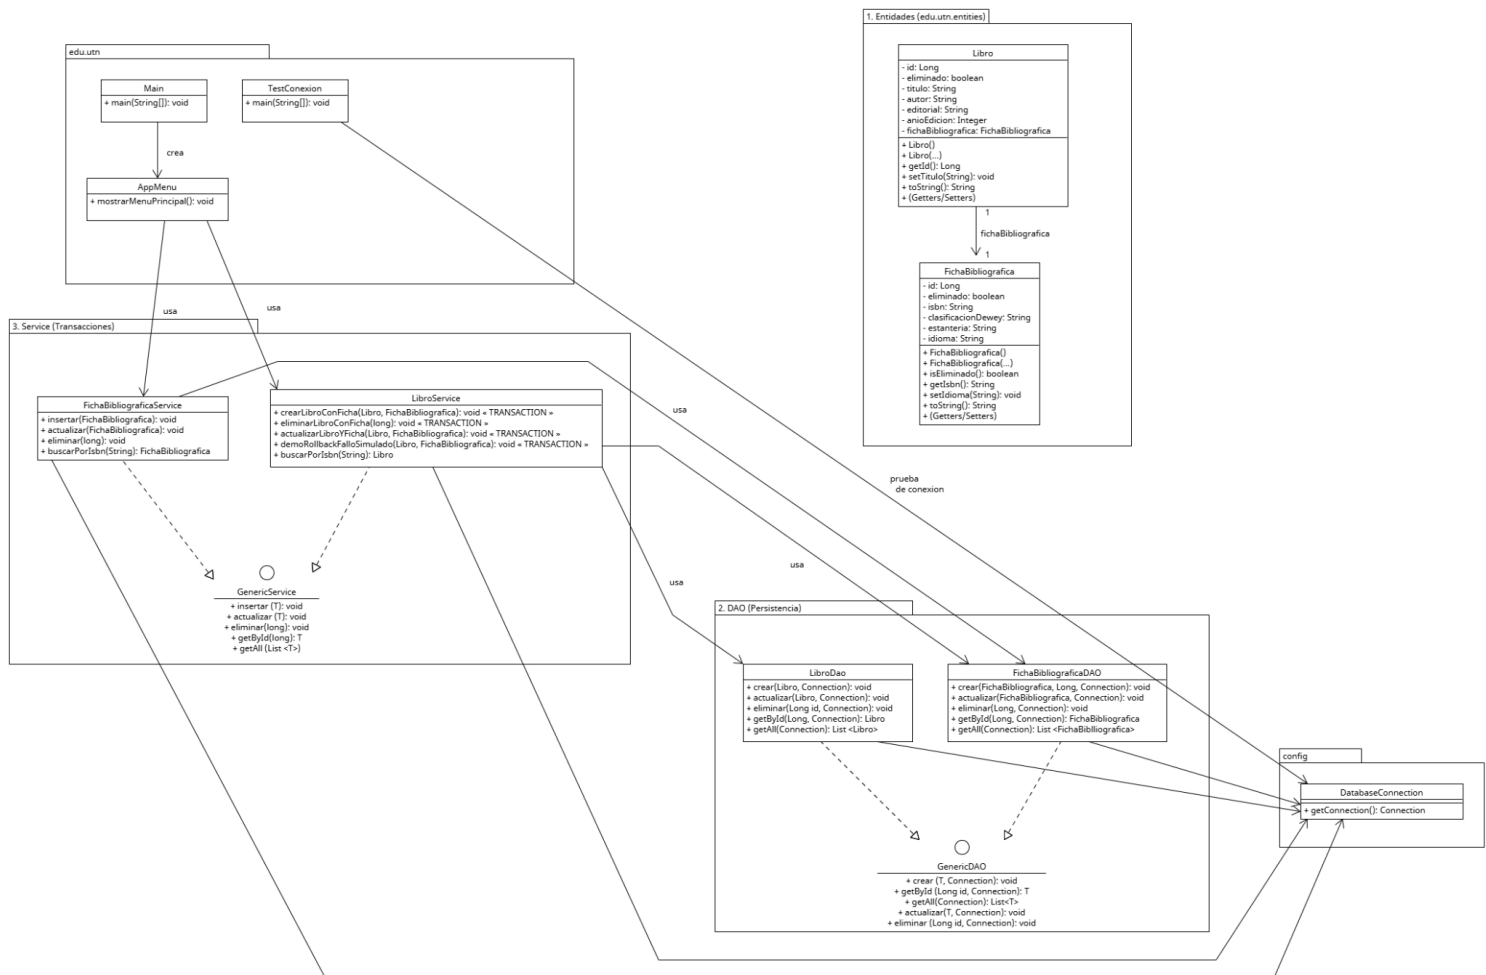 edu.utn
Main
+ main(String[]): void
TestConexion
+ main(String[]): void
crea
AppMenu
+ mostrarMenuPrincipal(): void
usa
usa
1. Entidades (edu.utn.entities)
Libro
- id: Long
- eliminado: boolean
- titulo: String
- autor: String
- editorial: String
- anioEdicion: Integer
- fichaBibliografica: FichaBibliografica
+ Libro()
+ Libro(...)
+ getId(): Long
+ setTitulo(String): void
+ toString(): String
+ (Getters/Setters)
1
fichaBibliografica
1
FichaBibliografica
- id: Long
- eliminado: boolean
- isbn: String
- clasificacionDewey: String
- estanteria: String
- idioma: String
+ FichaBibliografica()
+ FichaBibliografica(...)
+ isEliminado(): boolean
+ getIsbn(): String
+ setIdioma(String): void
+ toString(): String
+ (Getters/Setters)
3. Service (Transacciones)
FichaBibliograficaService
+ insertar(FichaBibliografica): void
+ actualizar(FichaBibliografica): void
+ eliminar(long): void
+ buscarPorIsbn(String): FichaBibliografica
LibroService
+ crearLibroConFicha(Libro, FichaBibliografica): void « TRANSACTION »
+ eliminarLibroConFicha(long): void « TRANSACTION »
+ actualizarLibroYFicha(Libro, FichaBibliografica): void « TRANSACTION »
+ demoRollbackFalloSimulado(Libro, FichaBibliografica): void « TRANSACTION »
+ buscarPorIsbn(String): Libro
usa
prueba
de conexion
usa
usa
GenericService
+ insertar (T): void
+ actualizar (T): void
+ eliminar(long): void
+ getById(long): T
+ getAll (List <T>)
2. DAO (Persistencia)
LibroDao
+ crear(Libro, Connection): void
+ actualizar(Libro, Connection): void
+ eliminar(Long id, Connection): void
+ getById(Long, Connection): Libro
+ getAll(Connection): List <Libro>
FichaBibliograficaDAO
+ crear(FichaBibliografica, Long, Connection): void
+ actualizar(FichaBibliografica, Connection): void
+ eliminar(Long, Connection): void
+ getById(Long, Connection): FichaBibliografica
+ getAll(Connection): List <FichaBiblliografica>
GenericDAO
+ crear (T, Connection): void
+ getById (Long id, Connection): T
+ getAll(Connection): List<T>
+ actualizar(T, Connection): void
+ eliminar (Long id, Connection): void
config
DatabaseConnection
+ getConnection(): Connection